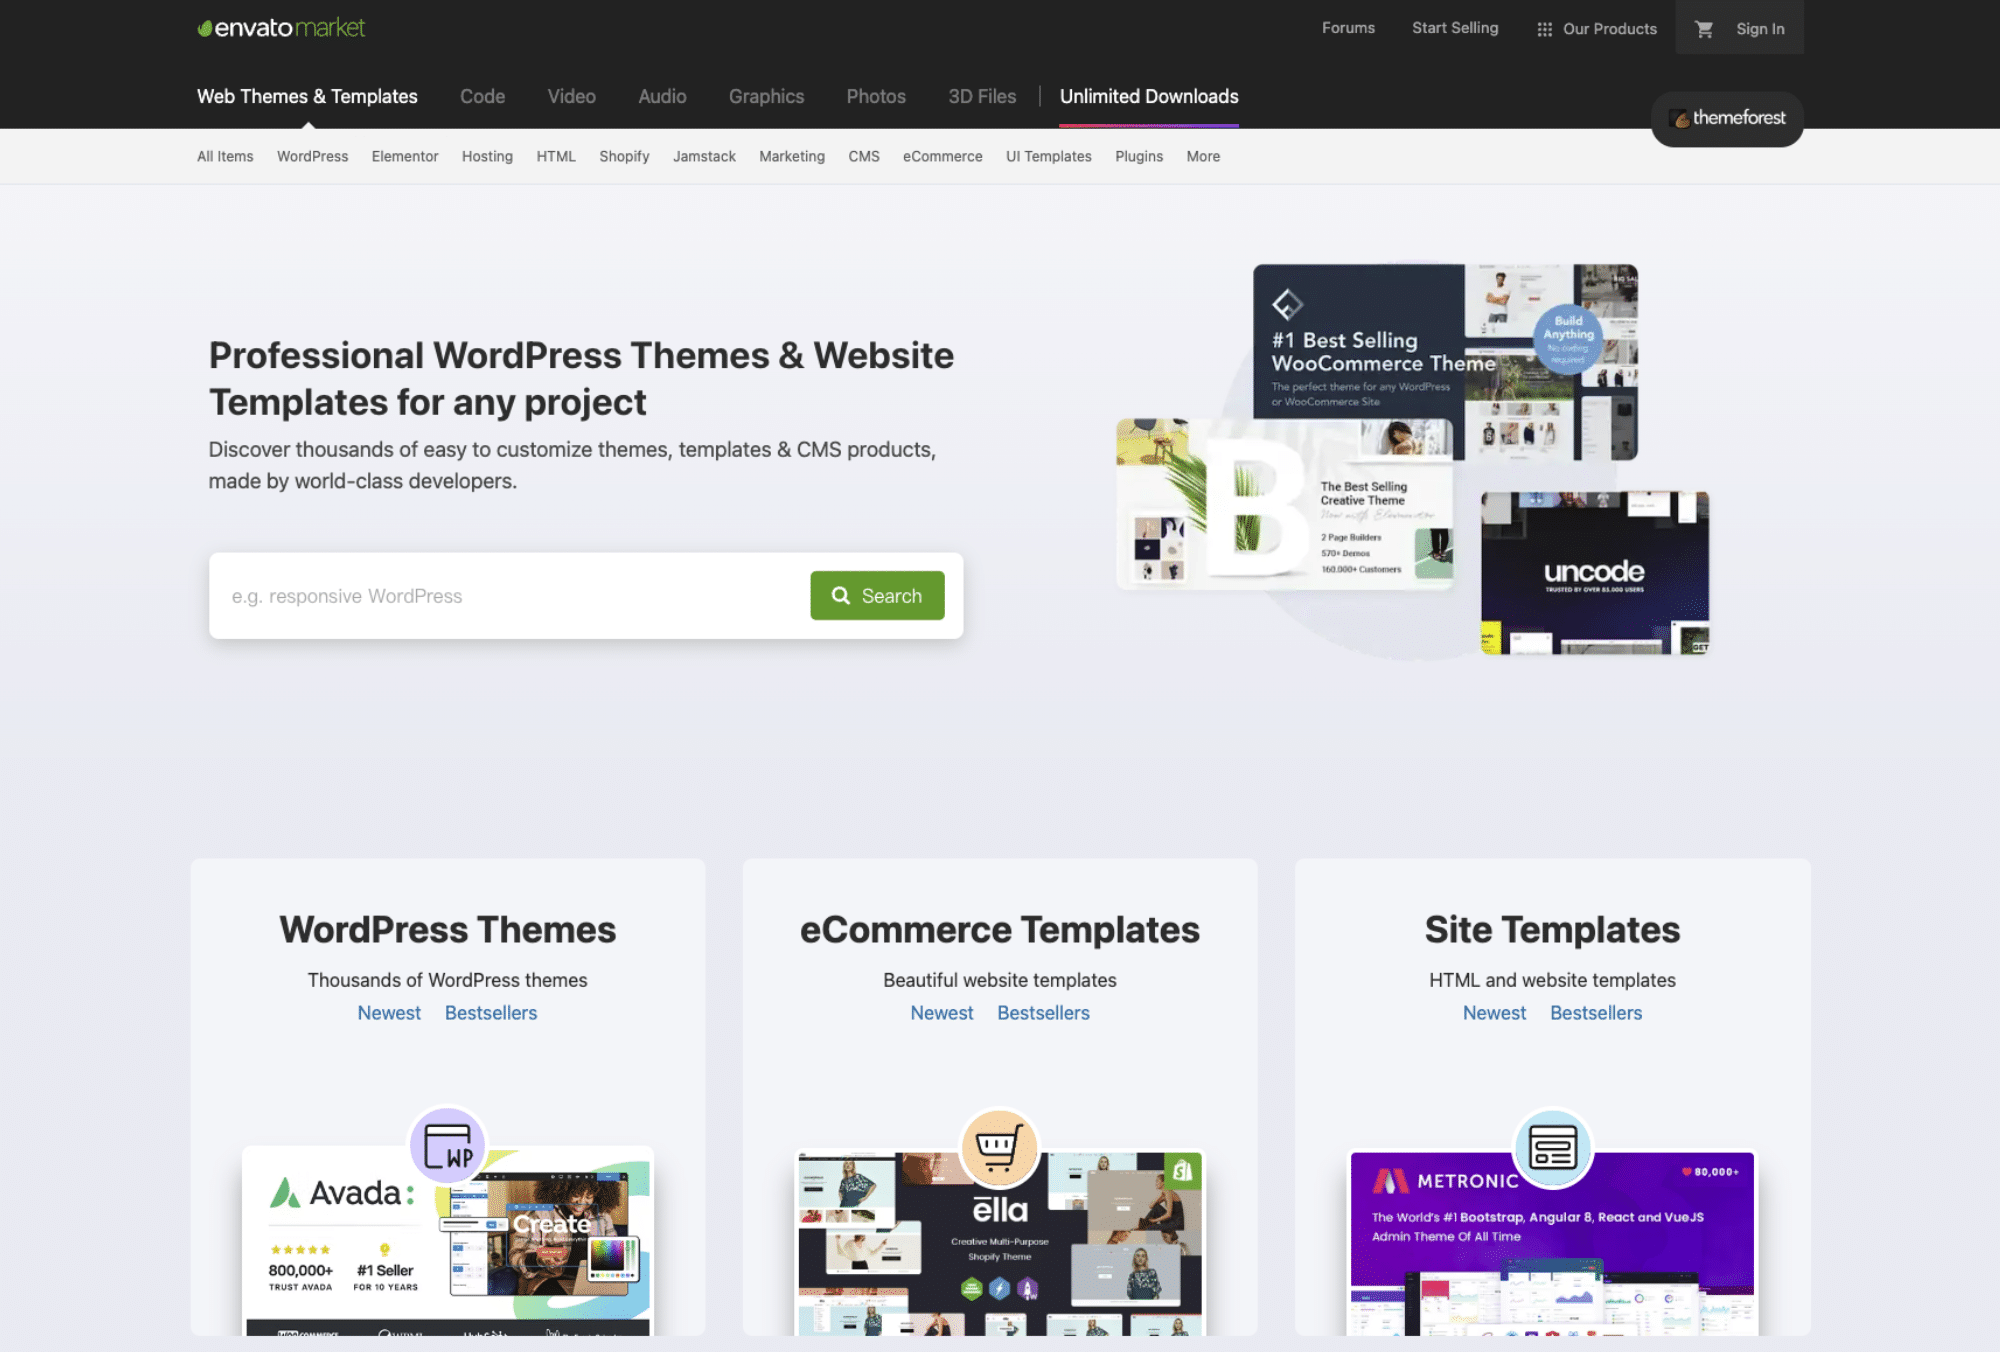 envato market
Forums
Start Selling
Our Products
Sign In
Web Themes & Templates
Code
Video
Audio
Graphics
Photos
3D Files
Unlimited Downloads
themeforest
All Items
WordPress
Elementor
Hosting
HTML
Shopify
Jamstack
Marketing
CMS
eCommerce
UI Templates
Plugins
More
Professional WordPress Themes & Website
Templates for any project
Discover thousands of easy to customize themes, templates & CMS products,
made by world-class developers.
e.g. responsive WordPress
Search
#1 Best Selling
WooCommerce Theme
The perfect theme for any WordPress
or WooCommerce Site
Build
Anything
No coding
required
B
The Best Selling
Creative Theme
Now with Elementor
2 Page Builders
570+ Demos
160.000+ Customers
uncode
TRUSTED BY OVER 83.000 USERS
GET
WordPress Themes
Thousands of WordPress themes
Newest
Bestsellers
WP
Avada:
800,000+
TRUST AVADA
#1 Seller
FOR 10 YEARS
Create
eCommerce Templates
Beautiful website templates
Newest
Bestsellers
ēlla
Creative Multi-Purpose
Shopify Theme
Site Templates
HTML and website templates
Newest
Bestsellers
METRONIC
80,000+
The World's #1 Bootstrap, Angular 8, React and VueJS
Admin Theme Of All Time